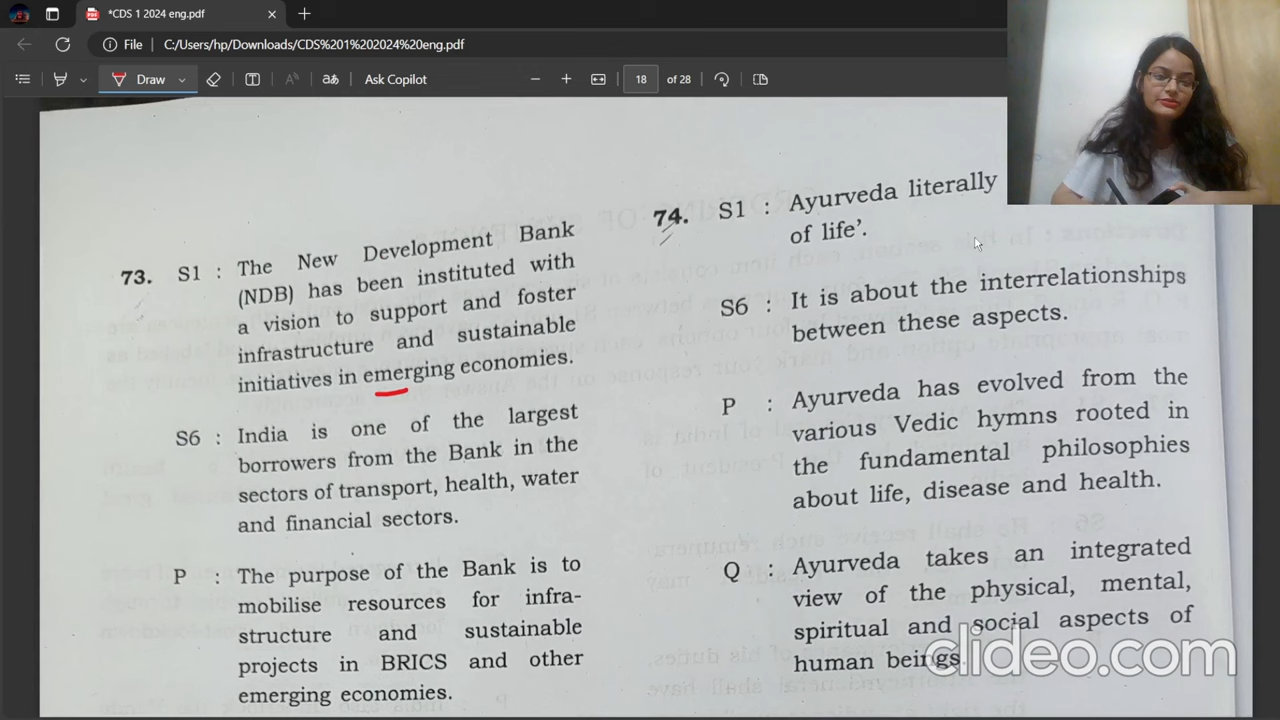 *CDS 1 2024 eng.pdf
File
C:/Users/hp/Downloads/CDS%201%202024%20eng.pdf
Draw
Ask Copilot
18
of 28
73. S1 : The New Development Bank
(NDB) has been instituted with
a vision to support and foster
infrastructure and sustainable
initiatives in emerging economies.
S6 : India is one of the largest
borrowers from the Bank in the
sectors of transport, health, water
and financial sectors.
P : The purpose of the Bank is to
mobilise resources for infra-
structure and sustainable
projects in BRICS and other
emerging economies.
74. S1 : Ayurveda literally
of life’.
S6 : It is about the interrelationships
between these aspects.
P : Ayurveda has evolved from the
various Vedic hymns rooted in
the fundamental philosophies
about life, disease and health.
Q : Ayurveda takes an integrated
view of the physical, mental,
spiritual and social aspects of
human beings.
olideo.com